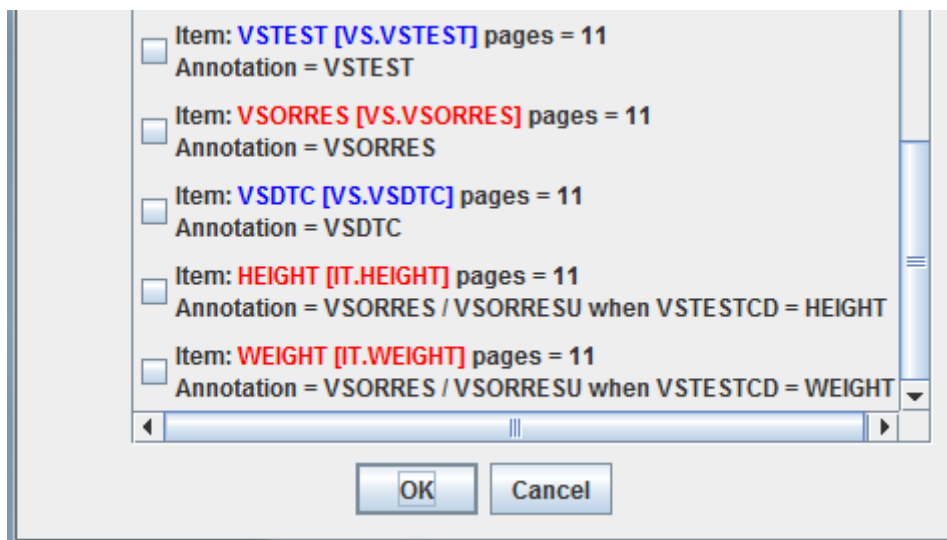 Item: VSTEST [VS.VSTEST] pages = 11
Annotation = VSTEST
Item: VSORRES [VS.VSORRES] pages = 11
Annotation = VSORRES
Item: VSDTC [VS.VSDTC] pages = 11
Annotation = VSDTC
Item: HEIGHT [IT.HEIGHT] pages = 11
Annotation = VSORRES / VSORRESU when VSTESTCD = HEIGHT
Item: WEIGHT [IT.WEIGHT] pages = 11
Annotation = VSORRES / VSORRESU when VSTESTCD = WEIGHT
OK Cancel